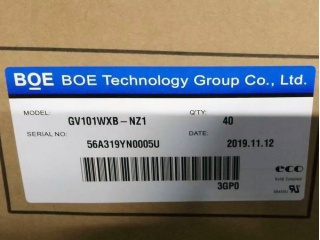 BOE BOE Technology Group Co., Ltd.
MODEL: GV101WXB-NZ1 Q'TY: 40
SERIAL NO: 56A319YN0005U DATE: 2019.11.12
3GP0
eco